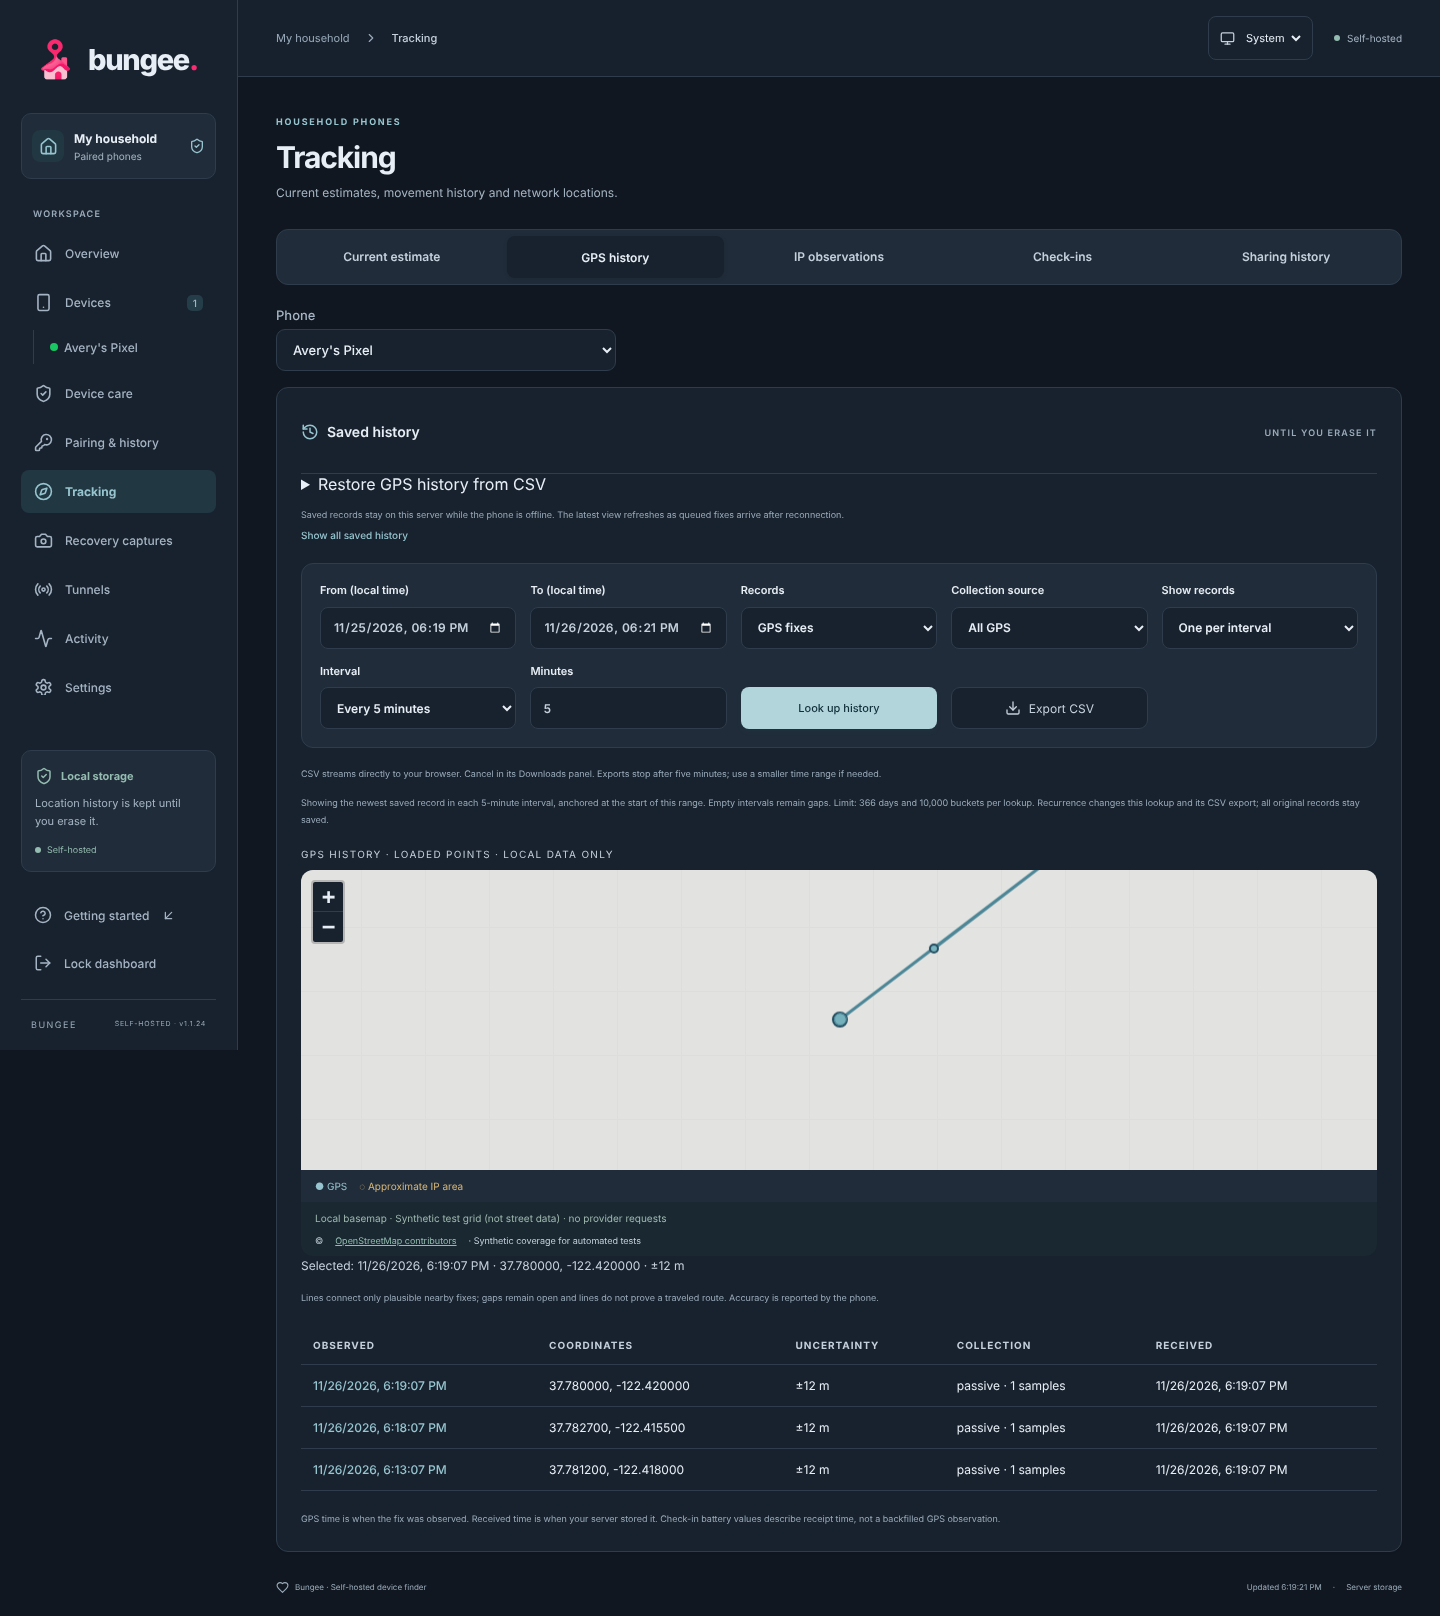 bungee.
My household
Paired phones
WORKSPACE
Overview
Devices 1
Avery's Pixel
Device care
Pairing & history
Tracking
Recovery captures
Tunnels
Activity
Settings
Local storage
Location history is kept until
you erase it.
Self-hosted
Getting started
Lock dashboard
BUNGEE SELF-HOSTED · v1.1.24
My household Tracking
System
Self-hosted
HOUSEHOLD PHONES
Tracking
Current estimates, movement history and network locations.
Current estimate GPS history IP observations Check-ins Sharing history
Phone
Avery's Pixel
Saved history UNTIL YOU ERASE IT
Restore GPS history from CSV
Saved records stay on this server while the phone is offline. The latest view refreshes as queued fixes arrive after reconnection.
Show all saved history
From (local time) To (local time) Records Collection source Show records
11/25/2026, 06:19 PM 11/26/2026, 06:21 PM GPS fixes All GPS One per interval
Interval Minutes
Every 5 minutes 5 Look up history Export CSV
CSV streams directly to your browser. Cancel in its Downloads panel. Exports stop after five minutes; use a smaller time range if needed.
Showing the newest saved record in each 5-minute interval, anchored at the start of this range. Empty intervals remain gaps. Limit: 366 days and 10,000 buckets per lookup. Recurrence changes this lookup and its CSV export; all original records stay
saved.
GPS HISTORY · LOADED POINTS · LOCAL DATA ONLY
+
−
GPS Approximate IP area
Local basemap · Synthetic test grid (not street data) · no provider requests
© OpenStreetMap contributors · Synthetic coverage for automated tests
Selected: 11/26/2026, 6:19:07 PM · 37.780000, -122.420000 · ±12 m
Lines connect only plausible nearby fixes; gaps remain open and lines do not prove a traveled route. Accuracy is reported by the phone.
OBSERVED COORDINATES UNCERTAINTY COLLECTION RECEIVED
11/26/2026, 6:19:07 PM 37.780000, -122.420000 ±12 m passive · 1 samples 11/26/2026, 6:19:07 PM
11/26/2026, 6:18:07 PM 37.782700, -122.415500 ±12 m passive · 1 samples 11/26/2026, 6:19:07 PM
11/26/2026, 6:13:07 PM 37.781200, -122.418000 ±12 m passive · 1 samples 11/26/2026, 6:19:07 PM
GPS time is when the fix was observed. Received time is when your server stored it. Check-in battery values describe receipt time, not a backfilled GPS observation.
Bungee · Self-hosted device finder Updated 6:19:21 PM · Server storage